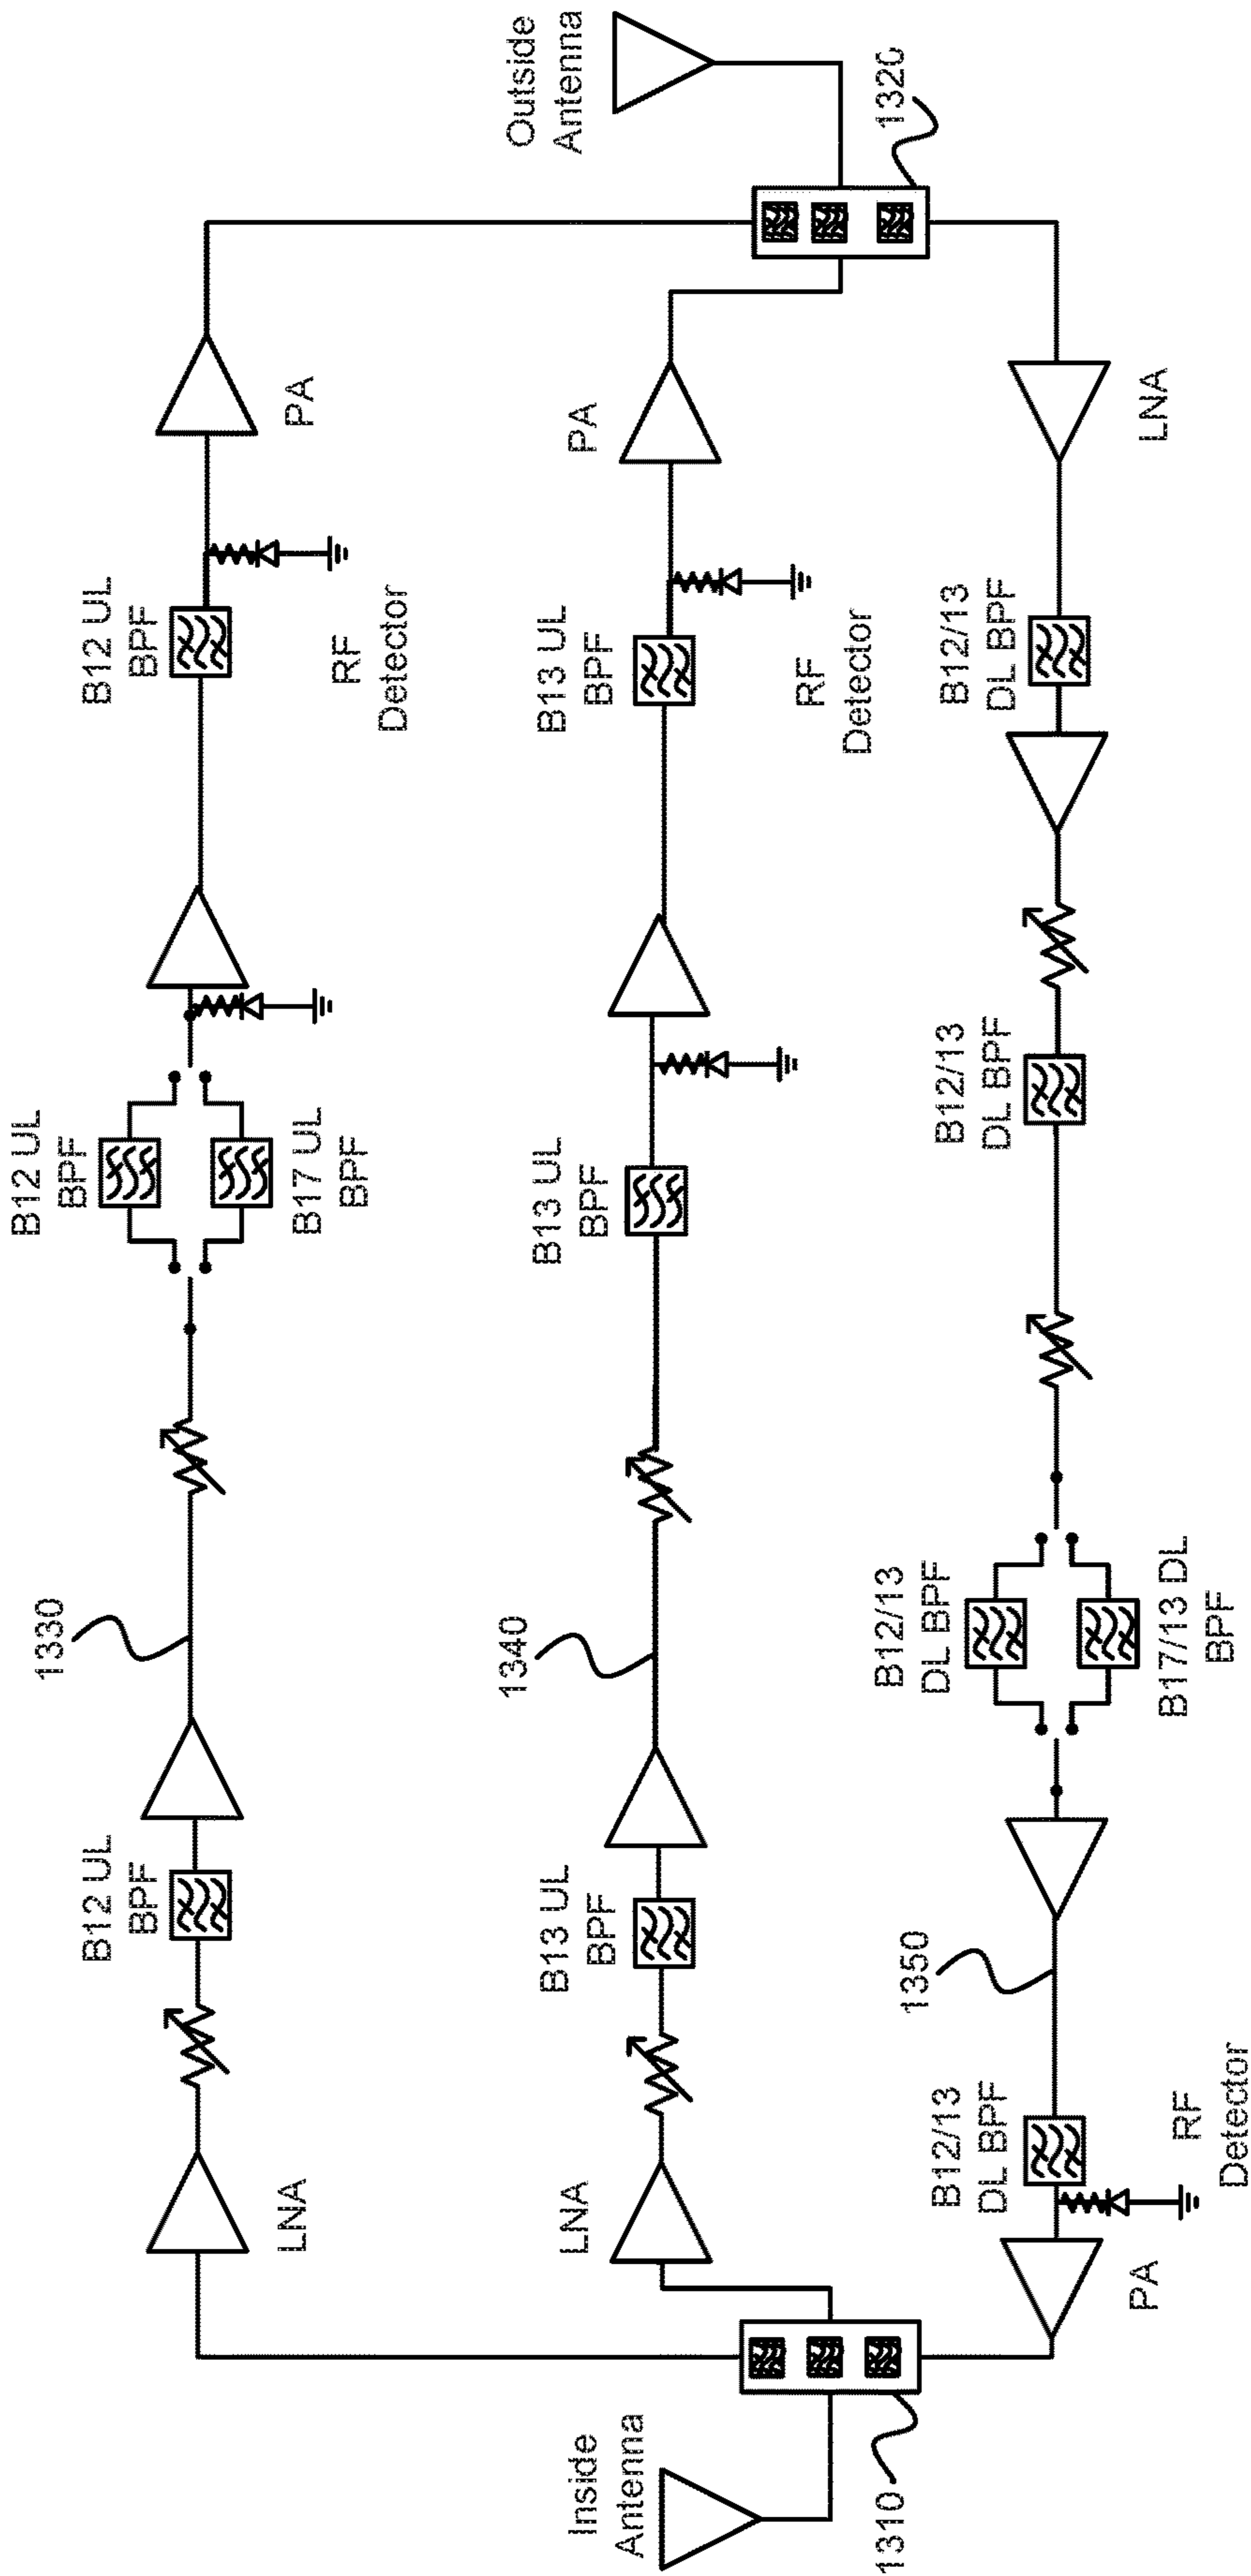 B12 UL
BPF
B12 UL
BPF
B17 UL
BPF
B12 UL
BPF
LNA
1330
RF
Detector
PA
Outside
Antenna
B13 UL
BPF
B13 UL
BPF
B13 UL
BPF
LNA
1340
RF
Detector
PA
1320
Inside
Antenna
1310
B12/13
DL BPF
PA
RF
Detector
1350
B12/13
DL BPF
B17/13 DL
BPF
B12/13
DL BPF
B12/13
DL BPF
LNA